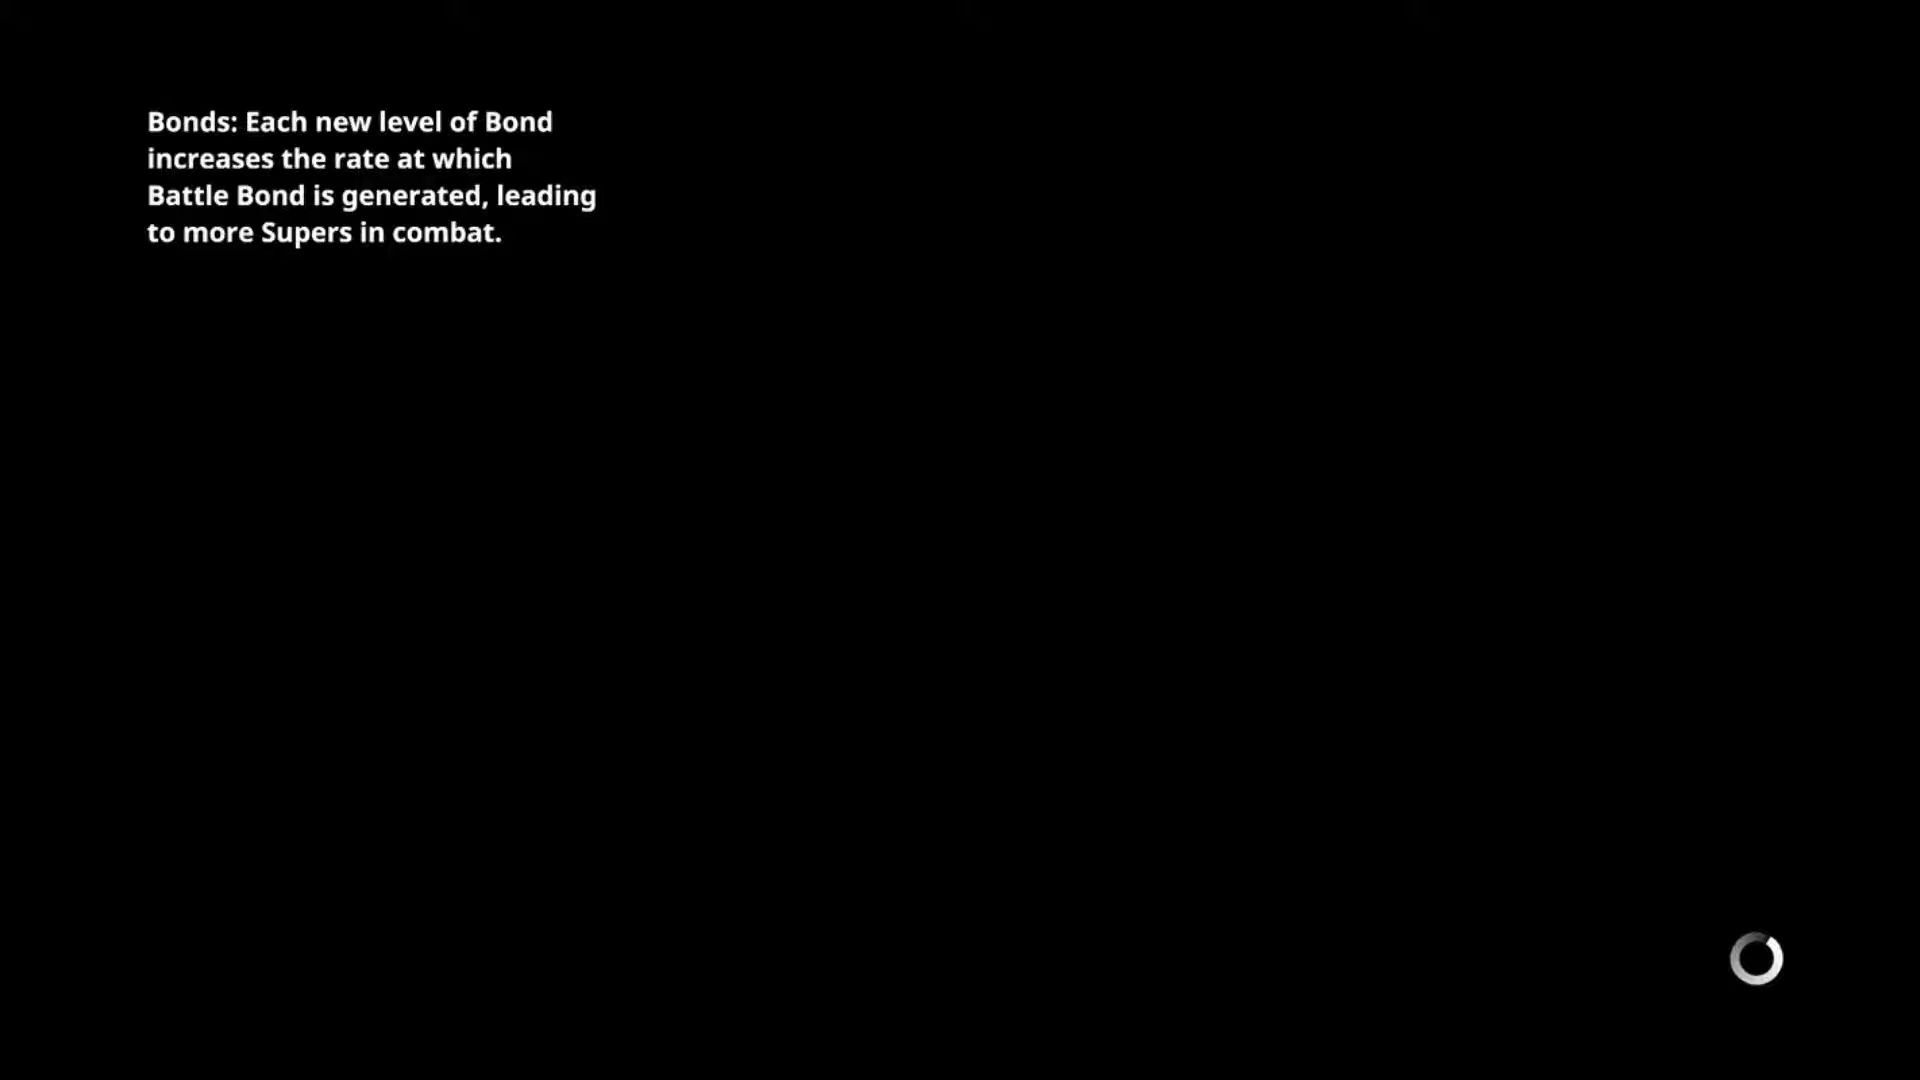 Bonds: Each new level of Bond
increases the rate at which
Battle Bond is generated, leading
to more Supers in combat.